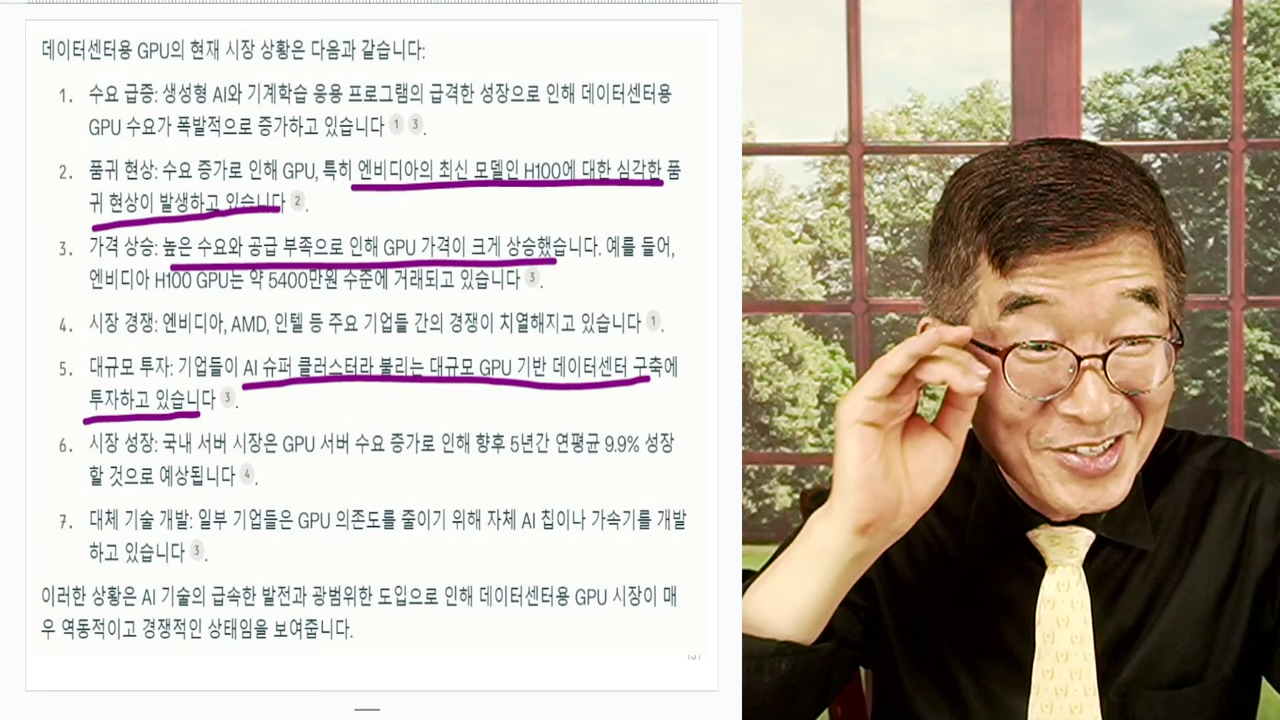 데이터센터용 GPU의 현재 시장 상황은 다음과 같습니다:
1. 수요 급증: 생성형 AI와 기계학습 응용 프로그램의 급격한 성장으로 인해 데이터센터용
GPU 수요가 폭발적으로 증가하고 있습니다 1 3.
2. 품귀 현상: 수요 증가로 인해 GPU, 특히 엔비디아의 최신 모델인 H100에 대한 심각한 품
귀 현상이 발생하고 있습니다 2.
3. 가격 상승: 높은 수요와 공급 부족으로 인해 GPU 가격이 크게 상승했습니다. 예를 들어,
엔비디아 H100 GPU는 약 5400만원 수준에 거래되고 있습니다 3.
4. 시장 경쟁: 엔비디아, AMD, 인텔 등 주요 기업들 간의 경쟁이 치열해지고 있습니다 1.
5. 대규모 투자: 기업들이 AI 슈퍼 클러스터라 불리는 대규모 GPU 기반 데이터센터 구축에
투자하고 있습니다 3.
6. 시장 성장: 국내 서버 시장은 GPU 서버 수요 증가로 인해 향후 5년간 연평균 9.9% 성장
할 것으로 예상됩니다 4.
7. 대체 기술 개발: 일부 기업들은 GPU 의존도를 줄이기 위해 자체 AI 칩이나 가속기를 개발
하고 있습니다 3.
이러한 상황은 AI 기술의 급속한 발전과 광범위한 도입으로 인해 데이터센터용 GPU 시장이 매
우 역동적이고 경쟁적인 상태임을 보여줍니다.